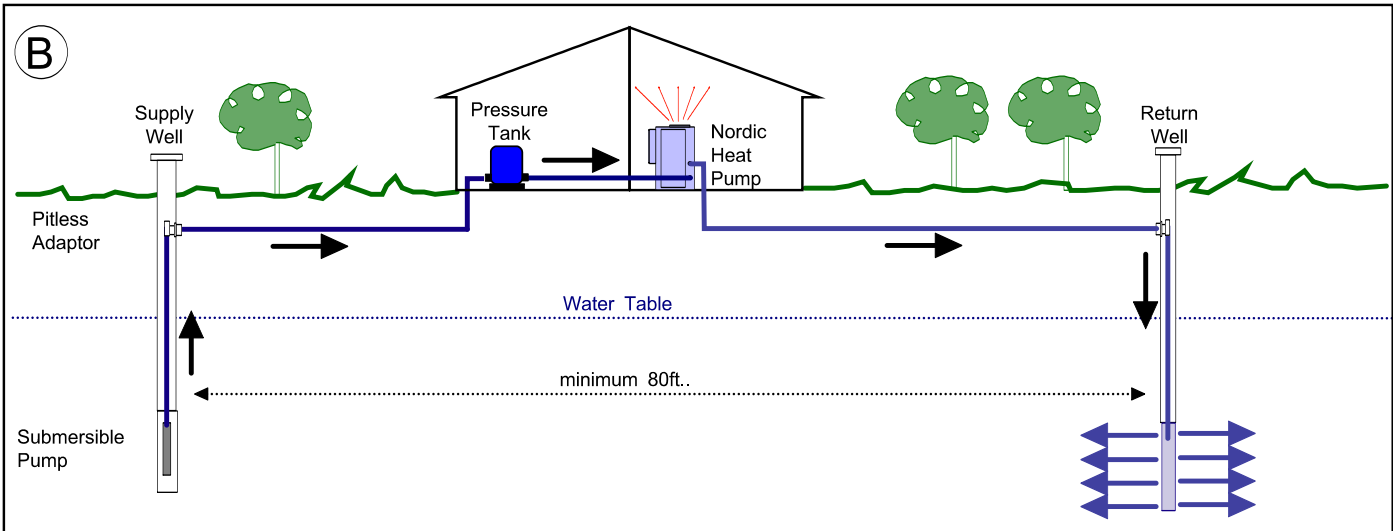 B
Supply
Well
Pressure
Tank
Nordic
Heat
Pump
Return
Well
Pitless
Adaptor
Water Table
minimum 80ft..
Submersible
Pump